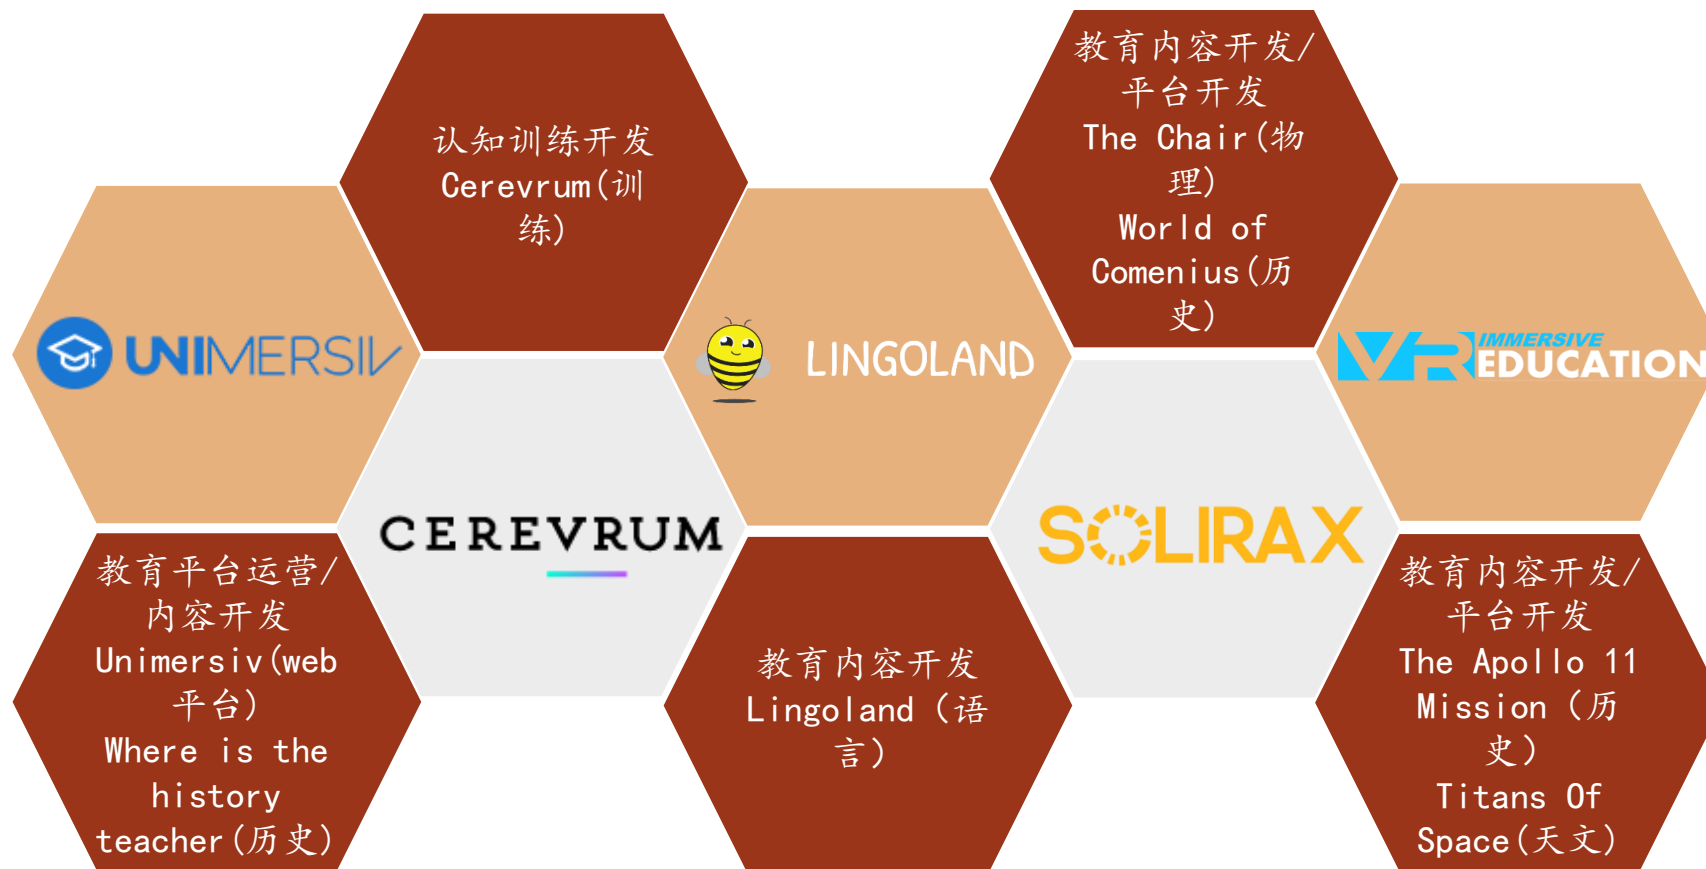 认知训练开发
Cerevrum(训
练)
教育内容开发/
平台开发
The Chair(物
理)
World of
Comenius(历
史)
UNIMERSIV
LINGOLAND
VR IMMERSIVE
EDUCATION
CEREVRUM
SOLIRAX
教育平台运营/
内容开发
Unimersiv(web
平台)
Where is the
history
teacher(历史)
教育内容开发
Lingoland（语
言）
教育内容开发/
平台开发
The Apollo 11
Mission（历
史）
Titans Of
Space(天文)